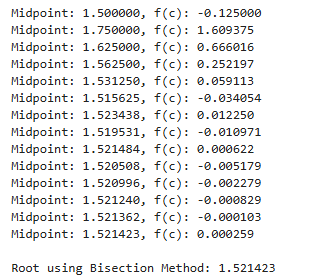 Midpoint: 1.500000, f(c): -0.125000
Midpoint: 1.750000, f(c): 1.609375
Midpoint: 1.625000, f(c): 0.666016
Midpoint: 1.562500, f(c): 0.252197
Midpoint: 1.531250, f(c): 0.059113
Midpoint: 1.515625, f(c): -0.034054
Midpoint: 1.523438, f(c): 0.012250
Midpoint: 1.519531, f(c): -0.010971
Midpoint: 1.521484, f(c): 0.000622
Midpoint: 1.520508, f(c): -0.005179
Midpoint: 1.520996, f(c): -0.002279
Midpoint: 1.521240, f(c): -0.000829
Midpoint: 1.521362, f(c): -0.000103
Midpoint: 1.521423, f(c): 0.000259
Root using Bisection Method: 1.521423